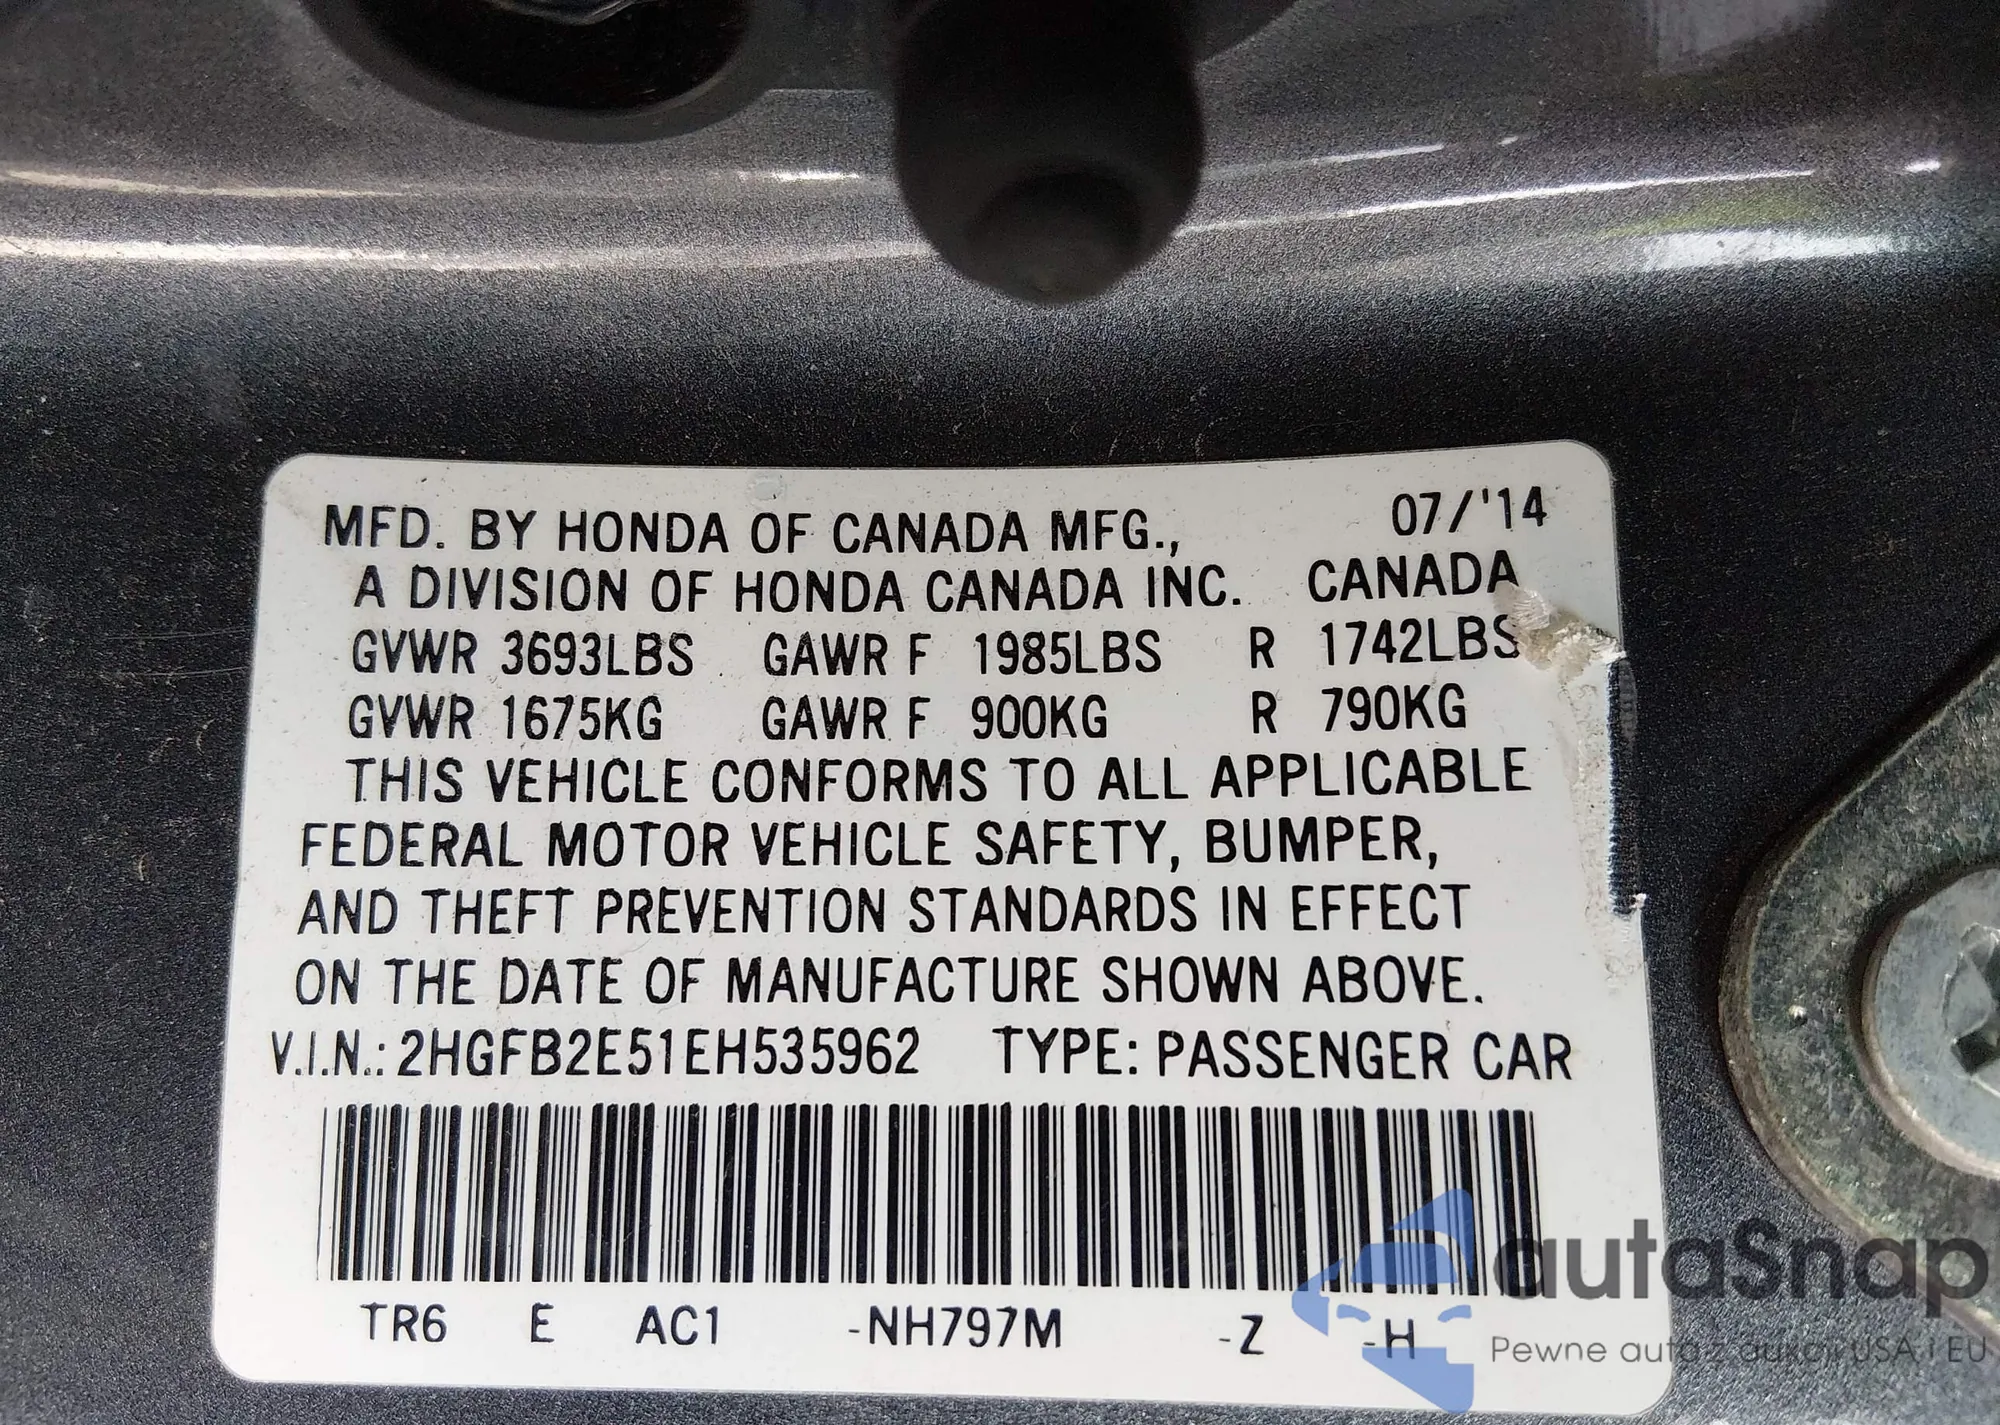 MFD. BY HONDA OF CANADA MFG., 07/'14
A DIVISION OF HONDA CANADA INC. CANADA
GVWR 3693LBS GAWR F 1985LBS R 1742LBS
GVWR 1675KG GAWR F 900KG R 790KG
THIS VEHICLE CONFORMS TO ALL APPLICABLE
FEDERAL MOTOR VEHICLE SAFETY, BUMPER,
AND THEFT PREVENTION STANDARDS IN EFFECT
ON THE DATE OF MANUFACTURE SHOWN ABOVE.
V.I.N.: 2HGFB2E51EH535962 TYPE: PASSENGER CAR
TR6 E AC1 -NH797M -Z -H
autaSnap
Pewne auta z aukcji USA i EU